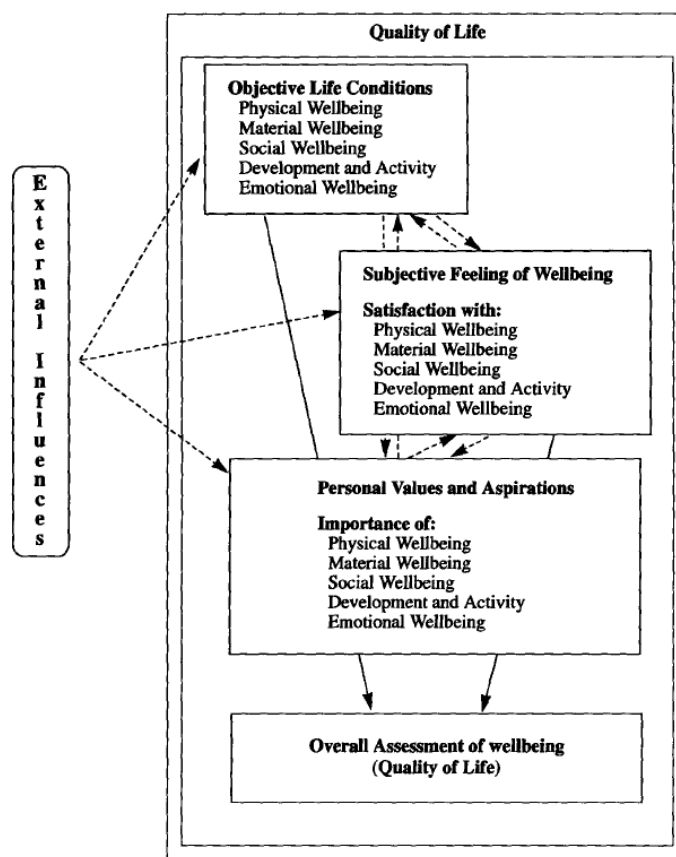 Quality of Life
Objective Life Conditions
Physical Wellbeing
Material Wellbeing
Social Wellbeing
Development and Activity
Emotional Wellbeing
External Influences
Subjective Feeling of Wellbeing
Satisfaction with:
Physical Wellbeing
Material Wellbeing
Social Wellbeing
Development and Activity
Emotional Wellbeing
Personal Values and Aspirations
Importance of:
Physical Wellbeing
Material Wellbeing
Social Wellbeing
Development and Activity
Emotional Wellbeing
Overall Assessment of wellbeing
(Quality of Life)